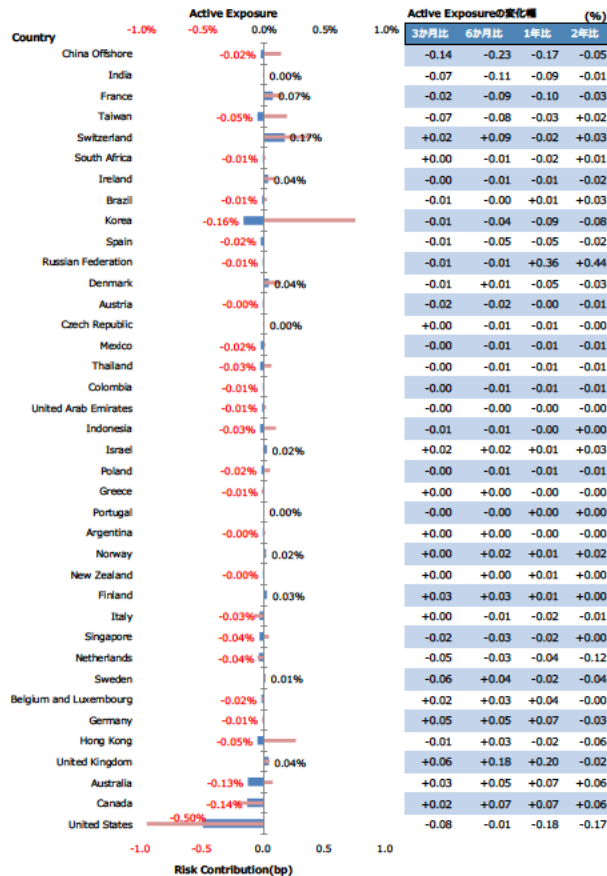 Active Exposure
Active Exposureの変化幅 (%)
-1.0% -0.5% 0.0% 0.5% 1.0%
Country
3か月比 6か月比 1年比 2年比
China Offshore -0.02% -0.14 -0.23 -0.17 -0.05
India 0.00% -0.07 -0.11 -0.09 -0.01
France 0.07% -0.02 -0.09 -0.10 -0.03
Taiwan -0.05% -0.07 -0.08 -0.03 +0.02
Switzerland 0.17% +0.02 +0.09 -0.02 +0.03
South Africa -0.01% +0.00 -0.01 -0.02 +0.01
Ireland 0.04% -0.00 -0.01 -0.01 -0.02
Brazil -0.01% -0.01 -0.00 +0.01 +0.03
Korea -0.16% -0.01 -0.04 -0.09 -0.08
Spain -0.02% -0.01 -0.05 -0.05 -0.02
Russian Federation -0.01% -0.01 -0.01 +0.36 +0.44
Denmark 0.04% -0.01 +0.01 -0.05 -0.03
Austria -0.00% -0.02 -0.02 -0.00 -0.01
Czech Republic 0.00% +0.00 -0.01 -0.01 -0.00
Mexico -0.02% -0.00 -0.01 -0.01 -0.01
Thailand -0.03% -0.00 -0.01 -0.01 -0.01
Colombia -0.01% -0.00 -0.01 -0.01 -0.01
United Arab Emirates -0.01% -0.00 -0.00 -0.00 -0.00
Indonesia -0.03% -0.01 -0.01 -0.00 +0.00
Israel 0.02% +0.02 +0.02 +0.01 +0.03
Poland -0.02% -0.00 -0.01 -0.01 -0.01
Greece -0.01% +0.00 +0.00 -0.00 -0.00
Portugal 0.00% -0.00 -0.00 +0.00 +0.00
Argentina -0.00% +0.00 +0.00 -0.00 -0.00
Norway 0.02% +0.00 +0.02 +0.01 +0.02
New Zealand -0.00% +0.00 +0.00 +0.01 +0.00
Finland 0.03% +0.03 +0.03 +0.01 +0.00
Italy -0.03% +0.00 -0.01 -0.02 -0.01
Singapore -0.04% -0.02 -0.03 -0.02 +0.00
Netherlands -0.04% -0.05 -0.03 -0.04 -0.12
Sweden 0.01% -0.06 +0.04 -0.02 -0.04
Belgium and Luxembourg -0.02% +0.02 +0.03 +0.04 -0.00
Germany -0.01% +0.05 +0.05 +0.07 -0.03
Hong Kong -0.05% -0.01 +0.03 -0.02 -0.06
United Kingdom 0.04% +0.06 +0.18 +0.20 -0.02
Australia -0.13% +0.03 +0.05 +0.07 +0.06
Canada -0.14% +0.02 +0.07 +0.07 +0.06
United States -0.50% -0.08 -0.01 -0.18 -0.17
-1.0 -0.5 0.0 0.5 1.0
Risk Contribution(bp)